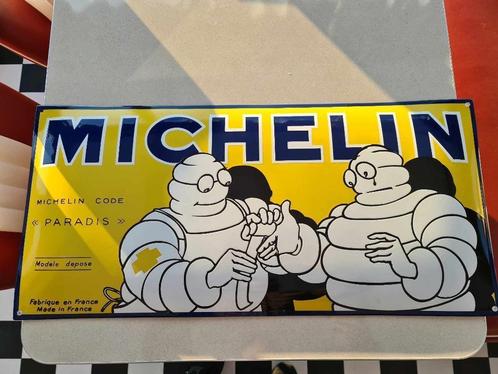 MICHELIN
MICHELIN CODE
« PARADIS »
Modele depose
Fabrique en France
Made in France